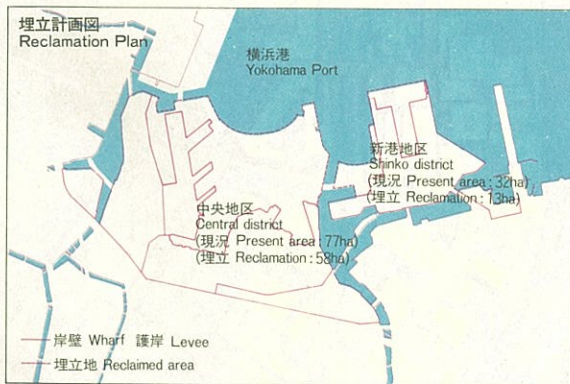 埋立計画図
Reclamation Plan
横浜港
Yokohama Port
新港地区
Shinko district
(現況 Present area : 32ha)
(埋立 Reclamation : 13ha)
中央地区
Central district
(現況 Present area : 77ha)
(埋立 Reclamation : 58ha)
岸壁 Wharf 護岸 Levee
埋立地 Reclaimed area